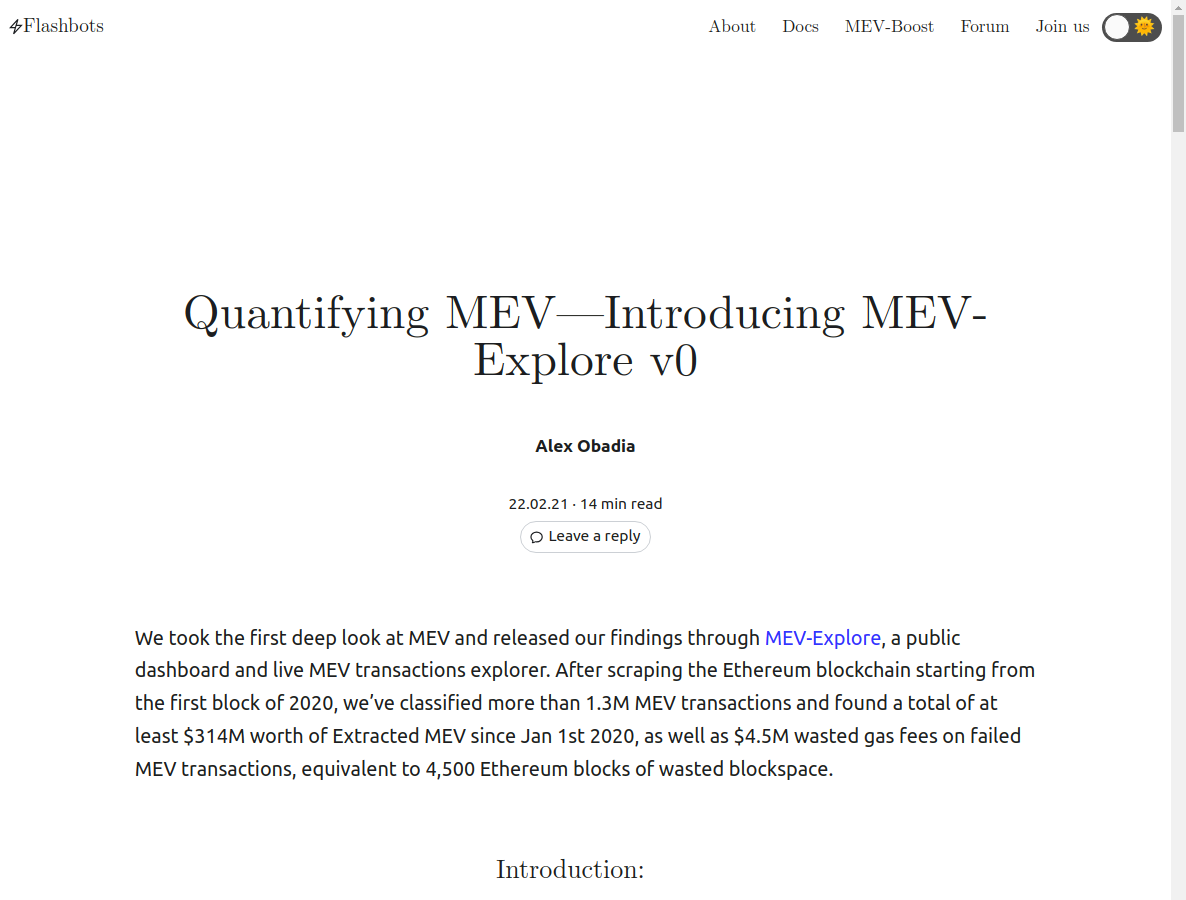 Flashbots
About Docs MEV-Boost Forum Join us
Quantifying MEV—Introducing MEV-
Explore v0
Alex Obadia
22.02.21 · 14 min read
Leave a reply
We took the first deep look at MEV and released our findings through MEV-Explore, a public
dashboard and live MEV transactions explorer. After scraping the Ethereum blockchain starting from
the first block of 2020, we’ve classified more than 1.3M MEV transactions and found a total of at
least $314M worth of Extracted MEV since Jan 1st 2020, as well as $4.5M wasted gas fees on failed
MEV transactions, equivalent to 4,500 Ethereum blocks of wasted blockspace.
Introduction: